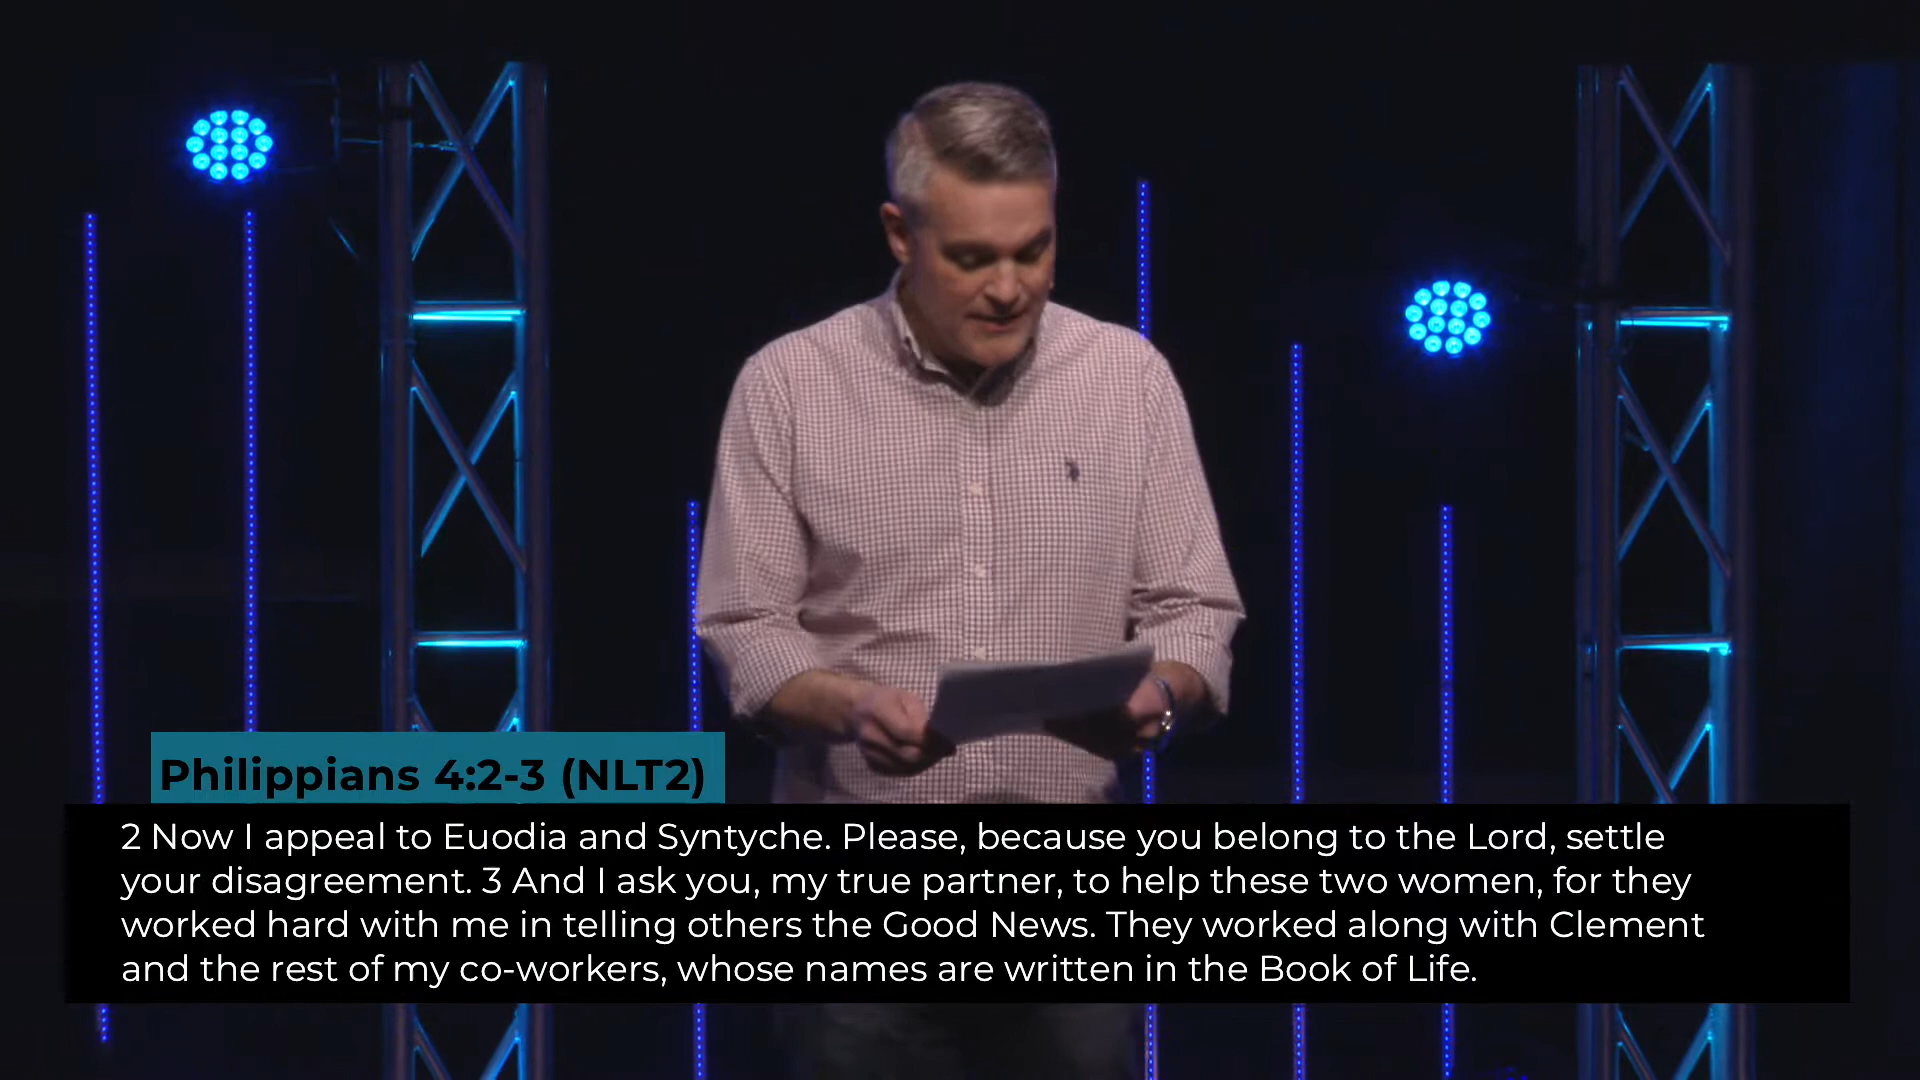 Philippians 4:2-3 (NLT2)
2 Now I appeal to Euodia and Syntyche. Please, because you belong to the Lord, settle
your disagreement. 3 And I ask you, my true partner, to help these two women, for they
worked hard with me in telling others the Good News. They worked along with Clement
and the rest of my co-workers, whose names are written in the Book of Life.